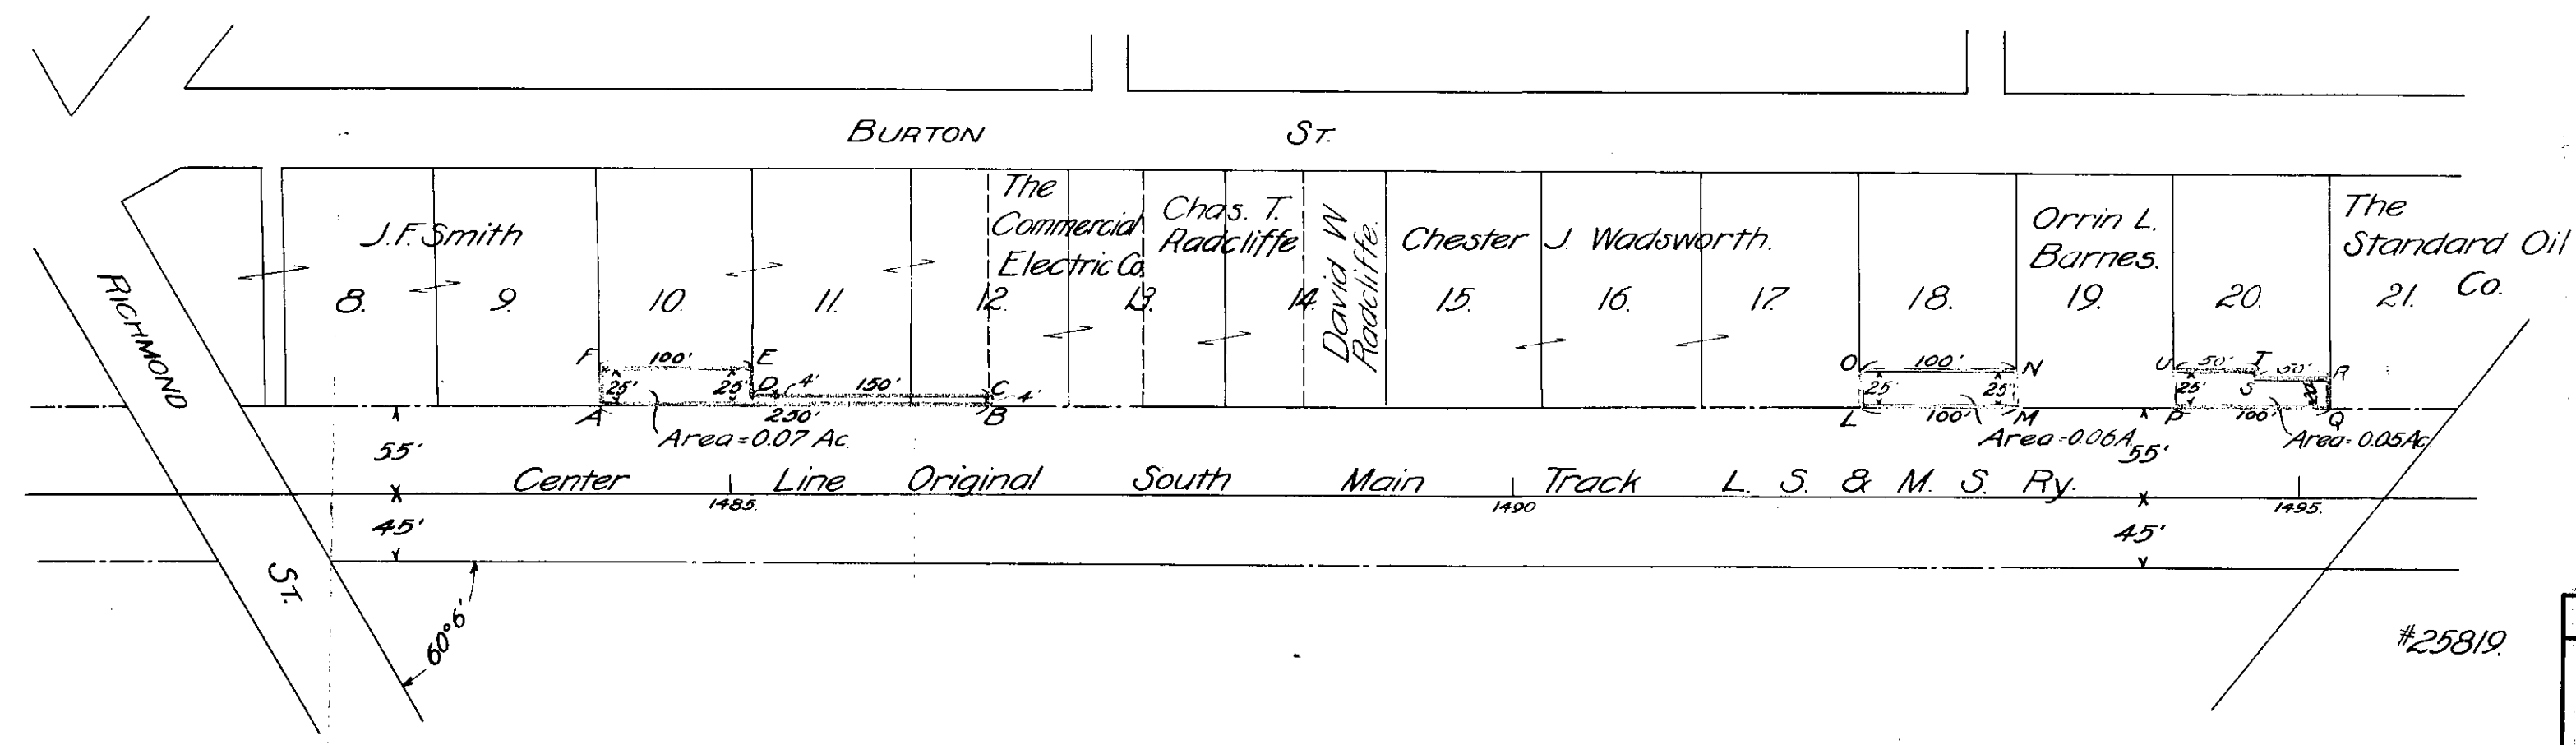 BURTON ST.
J.F. Smith
The
Commercial
Electric Co.
Chas. T.
Radcliffe
David W
Radcliffe.
Chester J. Wadsworth.
Orrin L.
Barnes.
The
Standard Oil
Co.
8. 9. 10. 11. 12. 13. 14. 15. 16. 17. 18. 19. 20. 21.
RICHMOND
ST.
F 100' E
25' 25' D 4' 150' C 4'
A 250' B
Area=0.07 Ac.
O 100' N
25' 25'
L 100' M
Area=0.06A
U 50' T 50' R
25' S 20'
P 100' Q
Area=0.05Ac
55' 55'
Center Line Original South Main Track L. S. & M. S. Ry.
1485. 1490 1495.
45' 45'
60°6'
#25819.